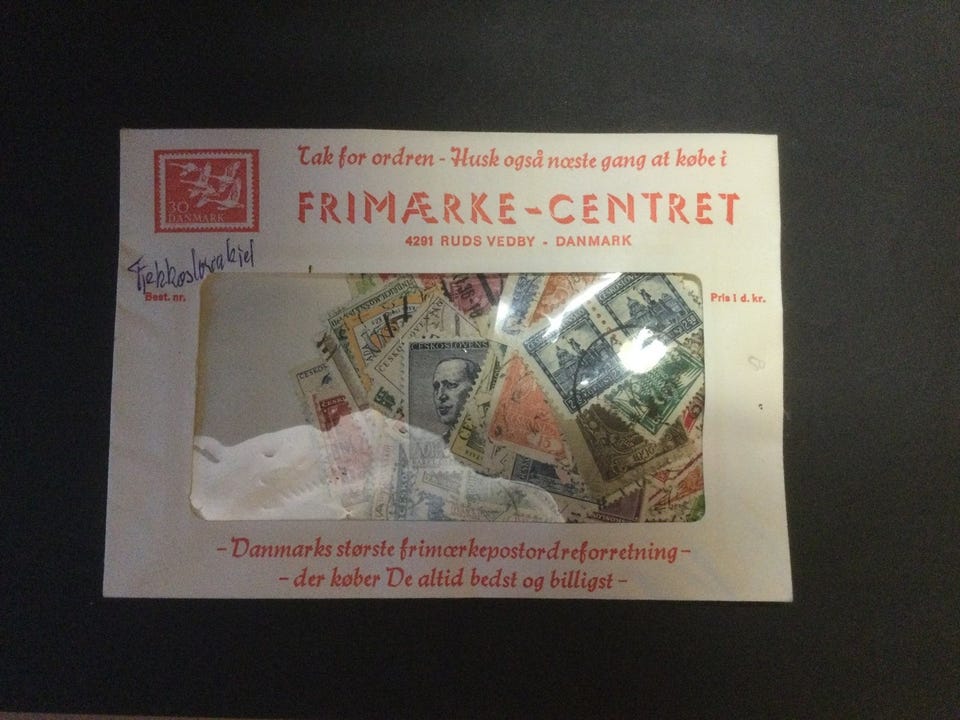 Tak for ordren - Husk også næste gang at købe i
FRIMÆRKE-CENTRET
4291 RUDS VEDBY - DANMARK
30
DANMARK
Tjekkoslovakiet
Best. nr.
Pris i d. kr.
ČESKOSLOVENS
- Danmarks største frimærkepostordreforretning -
- der køber De altid bedst og billigst -